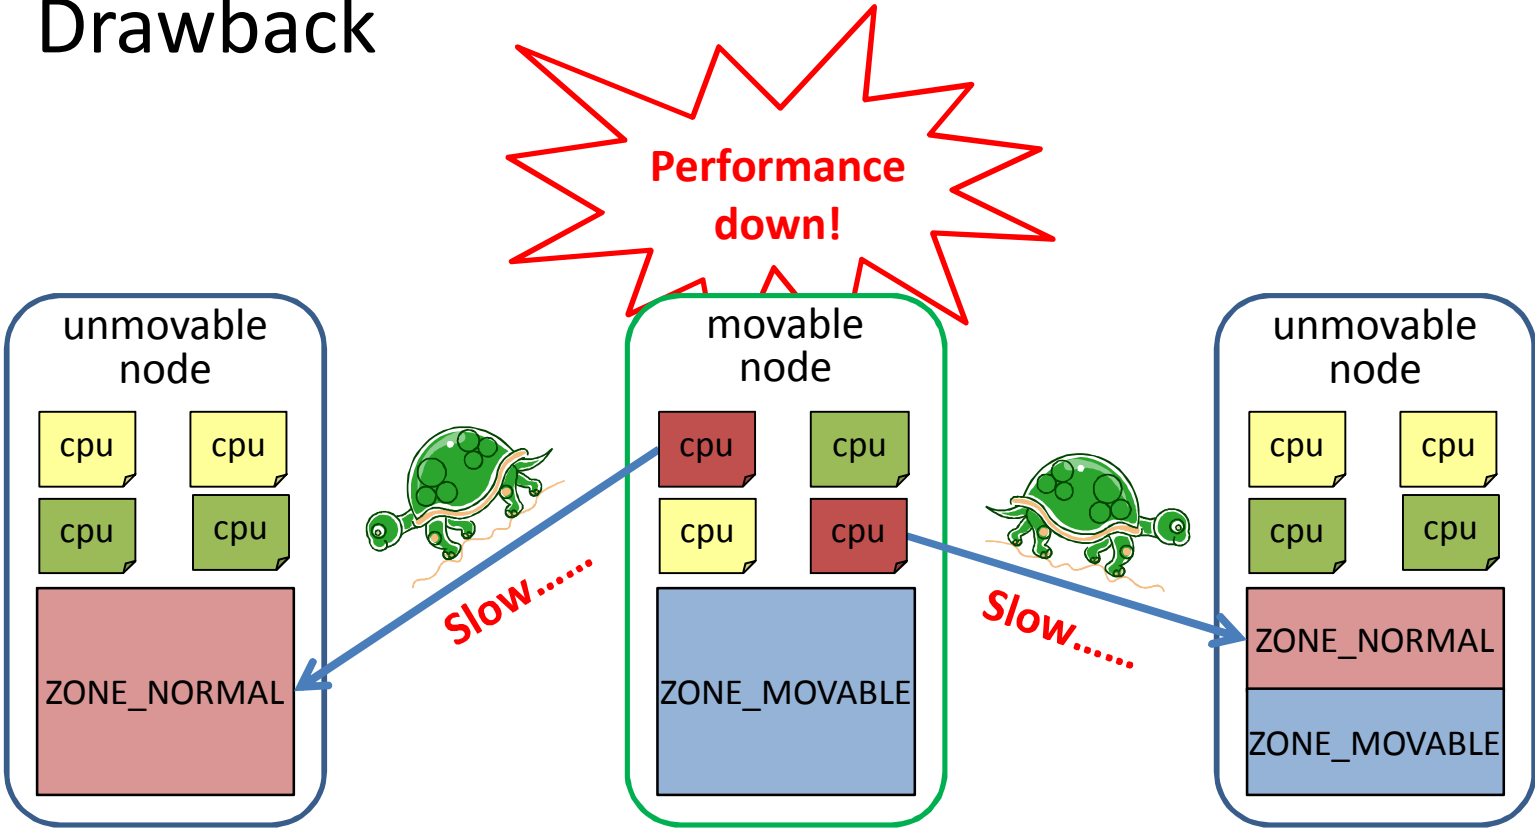 Drawback
Performance
down!
unmovable
node
cpu
cpu
cpu
cpu
ZONE_NORMAL
Slow......
movable
node
cpu
cpu
cpu
cpu
ZONE_MOVABLE
Slow......
unmovable
node
cpu
cpu
cpu
cpu
ZONE_NORMAL
ZONE_MOVABLE